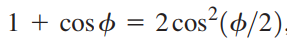 1 + cos ϕ = 2 cos²(ϕ/2),